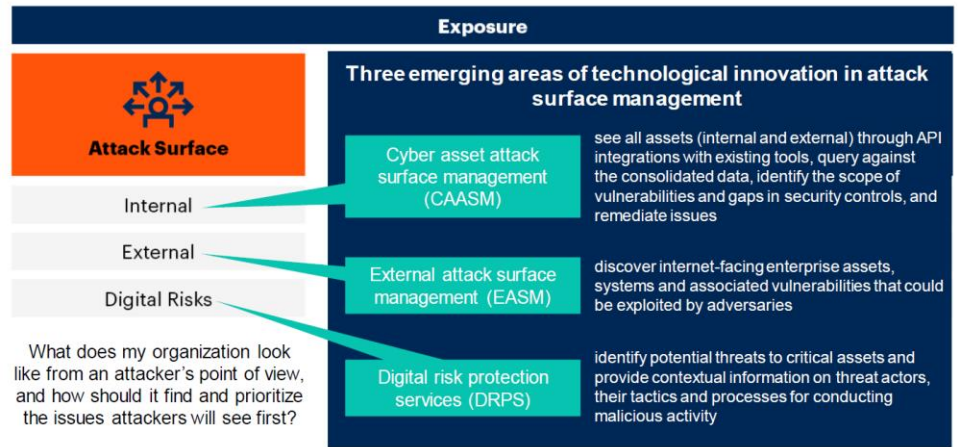 Exposure
Attack Surface
Internal
External
Digital Risks
What does my organization look
like from an attacker's point of view,
and how should it find and prioritize
the issues attackers will see first?
Three emerging areas of technological innovation in attack
surface management
Cyber asset attack
surface management
(CAASM)
see all assets (internal and external) through API
integrations with existing tools, query against
the consolidated data, identify the scope of
vulnerabilities and gaps in security controls, and
remediate issues
External attack surface
management (EASM)
discover internet-facing enterprise assets,
systems and associated vulnerabilities that could
be exploited by adversaries
Digital risk protection
services (DRPS)
identify potential threats to critical assets and
provide contextual information on threat actors,
their tactics and processes for conducting
malicious activity